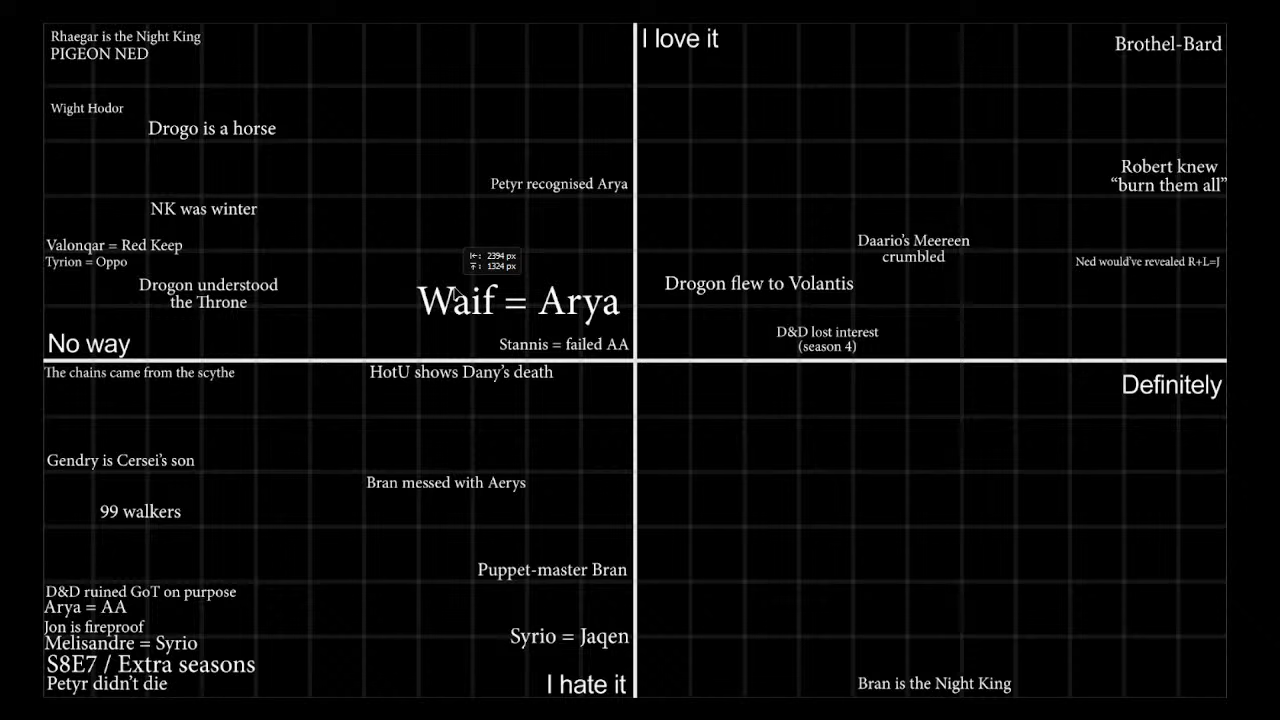 Rhaegar is the Night King
PIGEON NED
I love it
Brothel-Bard
Wight Hodor
Drogo is a horse
Petyr recognised Arya
Robert knew
“burn them all”
NK was winter
Valonqar = Red Keep
Tyrion = Oppo
Daario’s Meereen
crumbled
Ned would’ve revealed R+L=J
2394 px
1324 px
Drogon understood
the Throne
Drogon flew to Volantis
Waif = Arya
D&D lost interest
(season 4)
No way
Stannis = failed AA
The chains came from the scythe
HotU shows Dany’s death
Definitely
Gendry is Cersei’s son
Bran messed with Aerys
99 walkers
Puppet-master Bran
D&D ruined GoT on purpose
Arya = AA
Jon is fireproof
Melisandre = Syrio
Syrio = Jaqen
S8E7 / Extra seasons
Petyr didn’t die
I hate it
Bran is the Night King